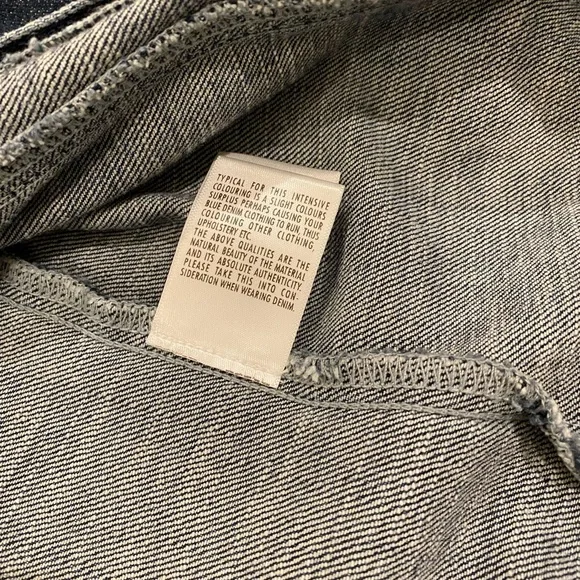 TYPICAL FOR THIS INTENSIVE
COLOURING IS A SLIGHT COLOURS
SURPLUS PERHAPS CAUSING YOUR
BLUE DENIM CLOTHING TO RUN, THUS
COLOURING OTHER CLOTHING,
UPHOLSTERY ETC.
THE ABOVE QUALITIES ARE THE
NATURAL BEAUTY OF THE MATERIAL
AND ITS ABSOLUTE AUTHENTICITY.
PLEASE TAKE THIS INTO CON-
SIDERATION WHEN WEARING DENIM.